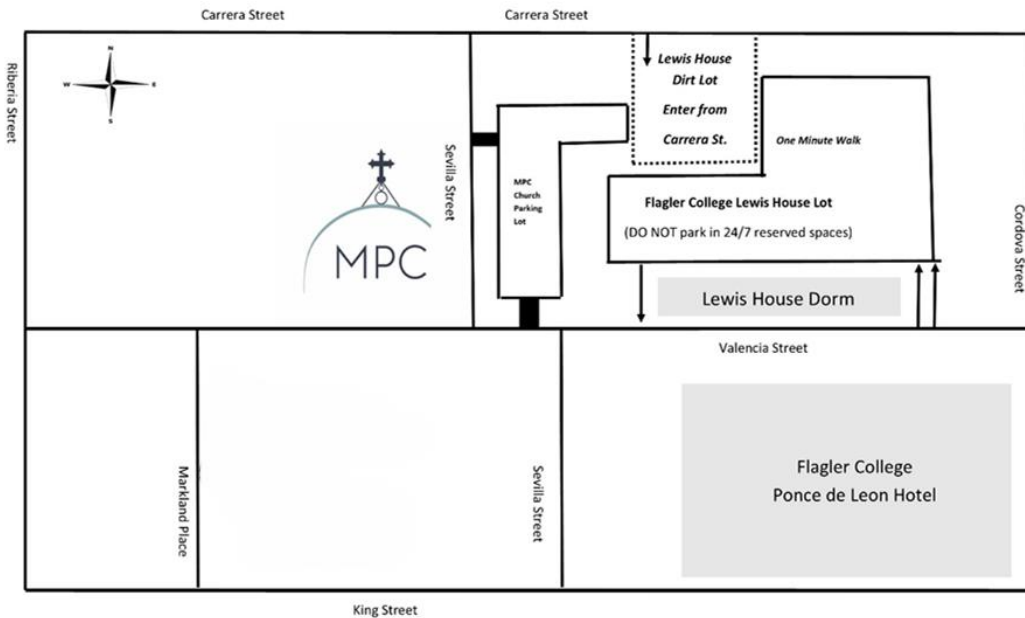 Carrera Street
Carrera Street
Riberia Street
N
W
E
S
Lewis House
Dirt Lot
Enter from
Carrera St.
One Minute Walk
Sevilla Street
MPC
Church
Parking
Lot
Flagler College Lewis House Lot
(DO NOT park in 24/7 reserved spaces)
Cordova Street
MPC
Lewis House Dorm
Valencia Street
Markland Place
Sevilla Street
Flagler College
Ponce de Leon Hotel
King Street